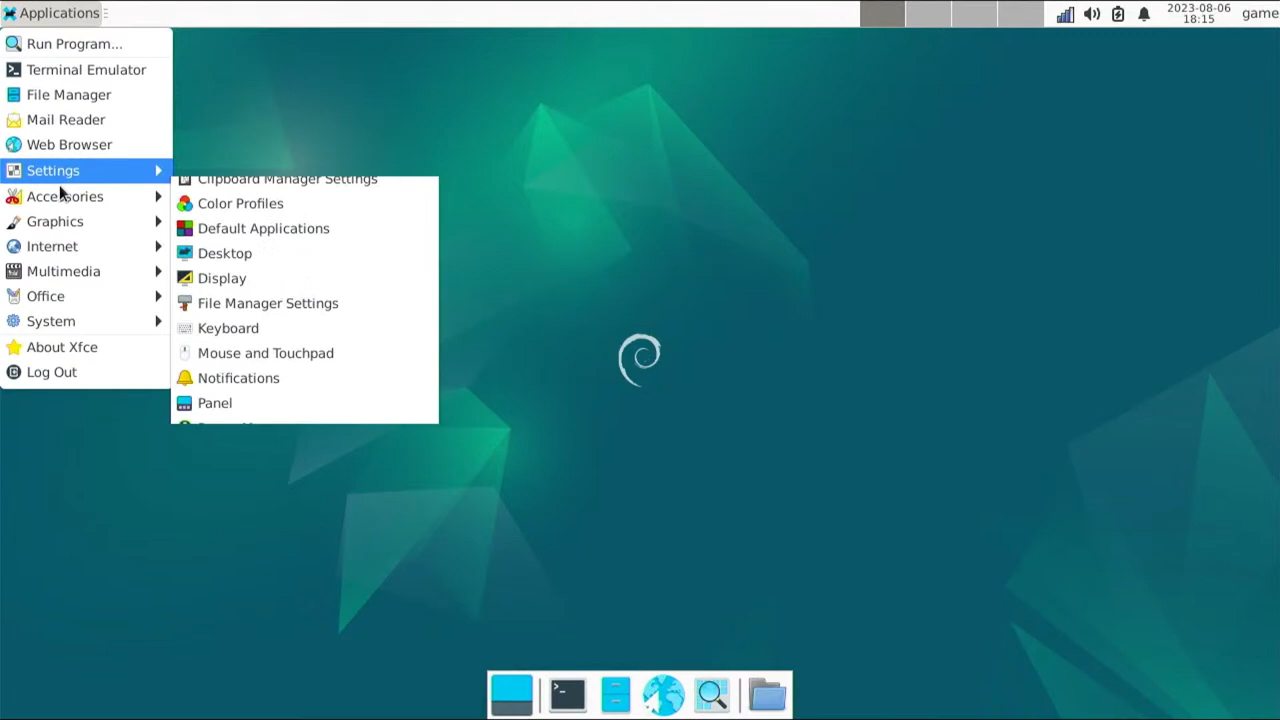 Applications
2023-08-06
18:15
game
Run Program...
Terminal Emulator
File Manager
Mail Reader
Web Browser
Settings
Accessories
Graphics
Internet
Multimedia
Office
System
About Xfce
Log Out
Clipboard Manager Settings
Color Profiles
Default Applications
Desktop
Display
File Manager Settings
Keyboard
Mouse and Touchpad
Notifications
Panel